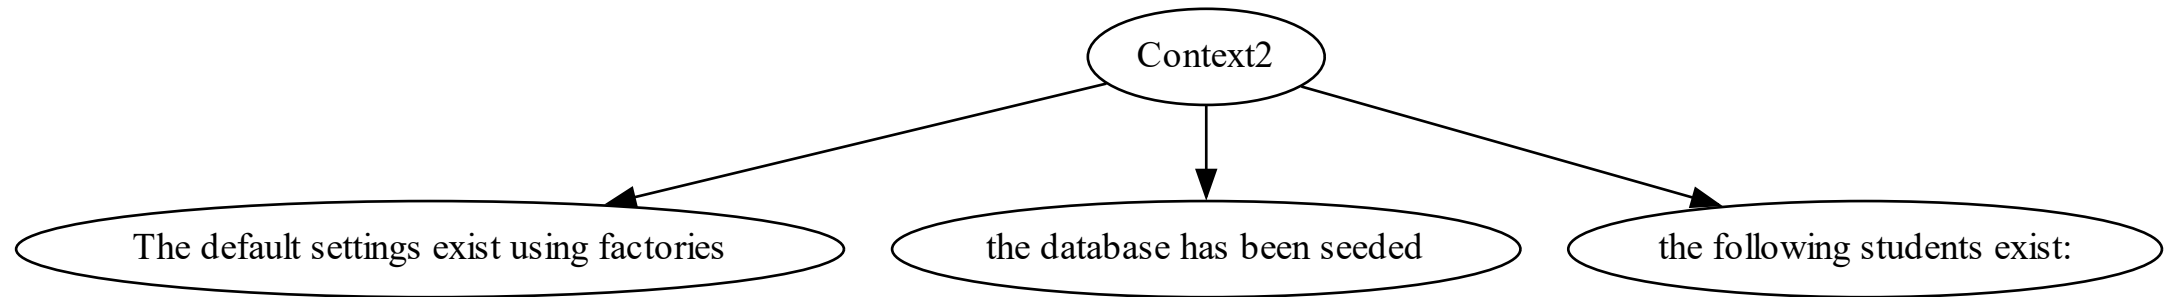 Context2
The default settings exist using factories
the database has been seeded
the following students exist: